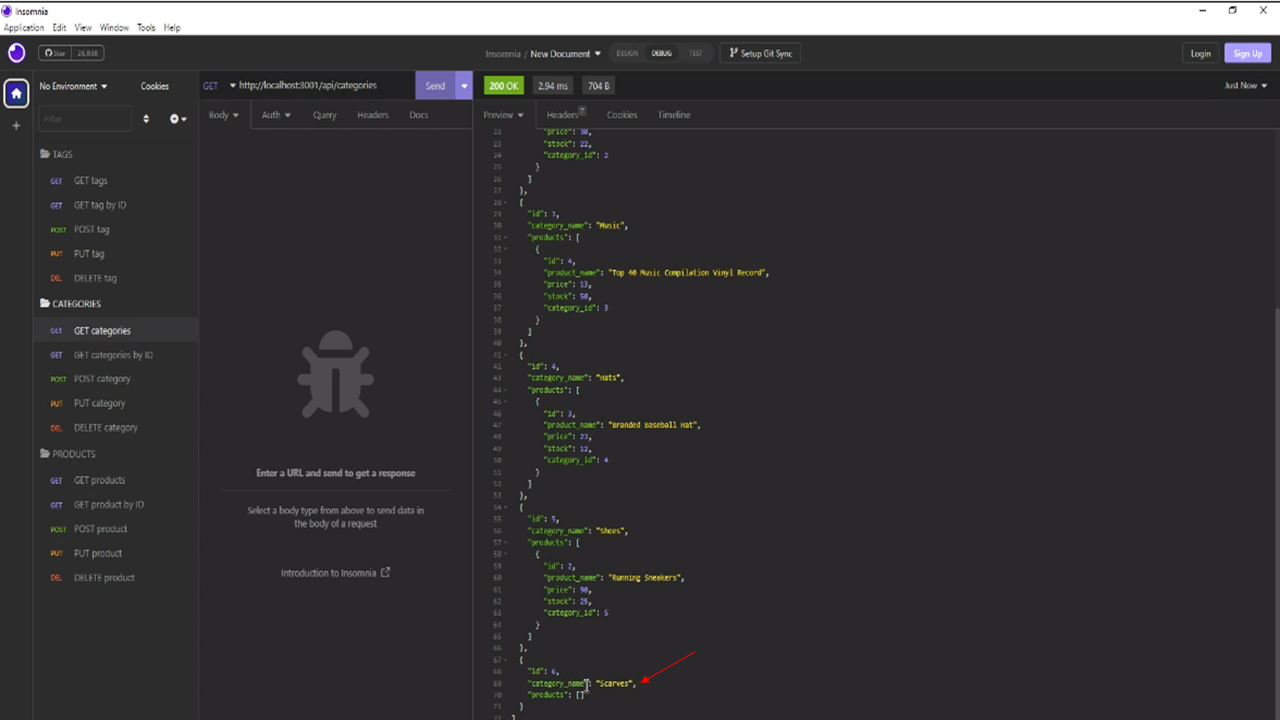 Insomnia
Application Edit View Window Tools Help
Star 26,838
Insomnia / New Document DESIGN DEBUG TEST Setup Git Sync Login Sign Up
No Environment Cookies
GET http://localhost:3001/api/categories Send
200 OK 2.94 ms 704 B Just Now
Filter
Body Auth Query Headers Docs
Preview Headers 7 Cookies Timeline
TAGS
GET GET tags
GET GET tag by ID
POST POST tag
PUT PUT tag
DEL DELETE tag
CATEGORIES
GET GET categories
GET GET categories by ID
POST POST category
PUT PUT category
DEL DELETE category
PRODUCTS
GET GET products
GET GET product by ID
POST POST product
PUT PUT product
DEL DELETE product
Enter a URL and send to get a response
Select a body type from above to send data in
the body of a request
Introduction to Insomnia
22 "price": 30,
23 "stock": 22,
24 "category_id": 2
25 }
26 ]
27 },
28 {
29 "id": 3,
30 "category_name": "Music",
31 "products": [
32 {
33 "id": 4,
34 "product_name": "Top 40 Music Compilation Vinyl Record",
35 "price": 13,
36 "stock": 50,
37 "category_id": 3
38 }
39 ]
40 },
41 {
42 "id": 4,
43 "category_name": "Hats",
44 "products": [
45 {
46 "id": 3,
47 "product_name": "Branded Baseball Hat",
48 "price": 23,
49 "stock": 12,
50 "category_id": 4
51 }
52 ]
53 },
54 {
55 "id": 5,
56 "category_name": "Shoes",
57 "products": [
58 {
59 "id": 2,
60 "product_name": "Running Sneakers",
61 "price": 90,
62 "stock": 25,
63 "category_id": 5
64 }
65 ]
66 },
67 {
68 "id": 6,
69 "category_name": "Scarves",
70 "products": []
71 }
72 ]